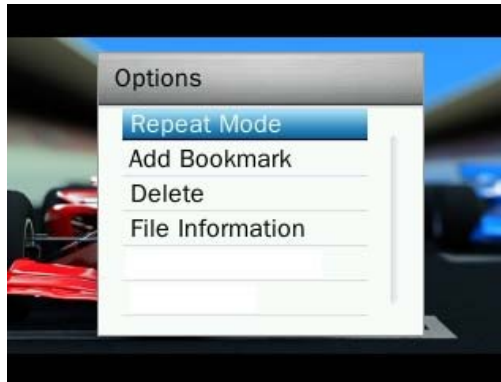 Options
Repeat Mode
Add Bookmark
Delete
File Information